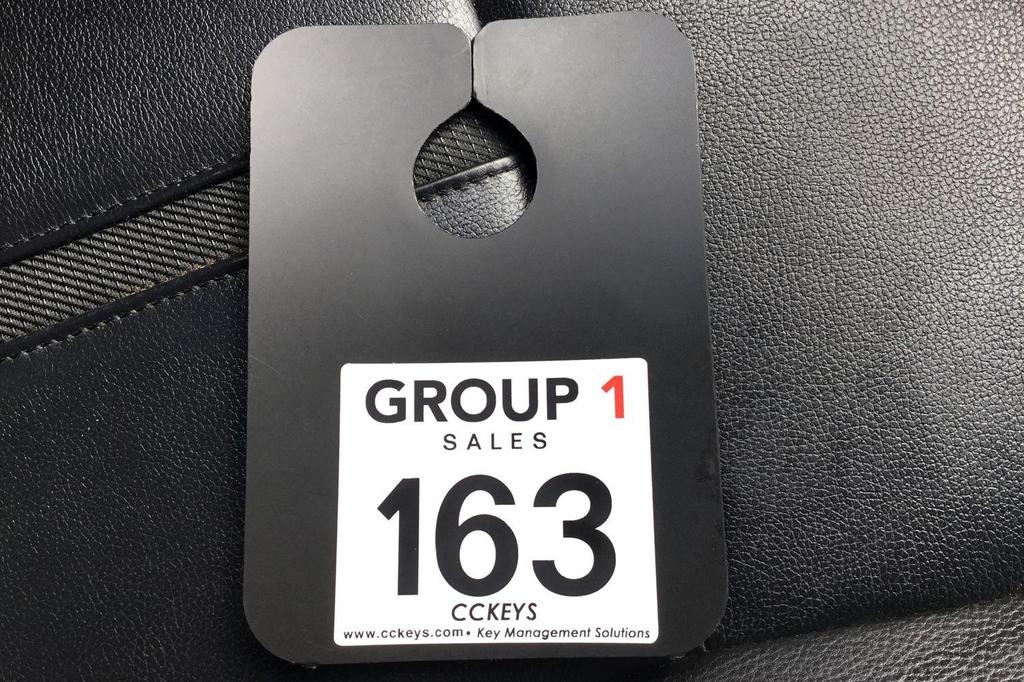 GROUP 1
SALES
163
CCKEYS
www.cckeys.com • Key Management Solutions